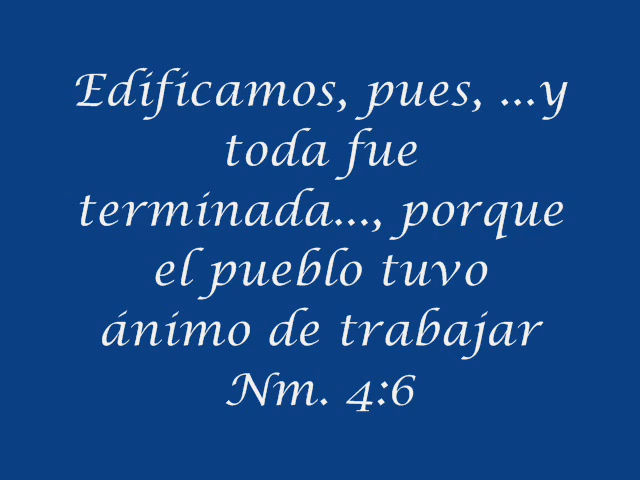 Edificamos, pues, ...y
toda fue
terminada..., porque
el pueblo tuvo
ánimo de trabajar
Nm. 4:6